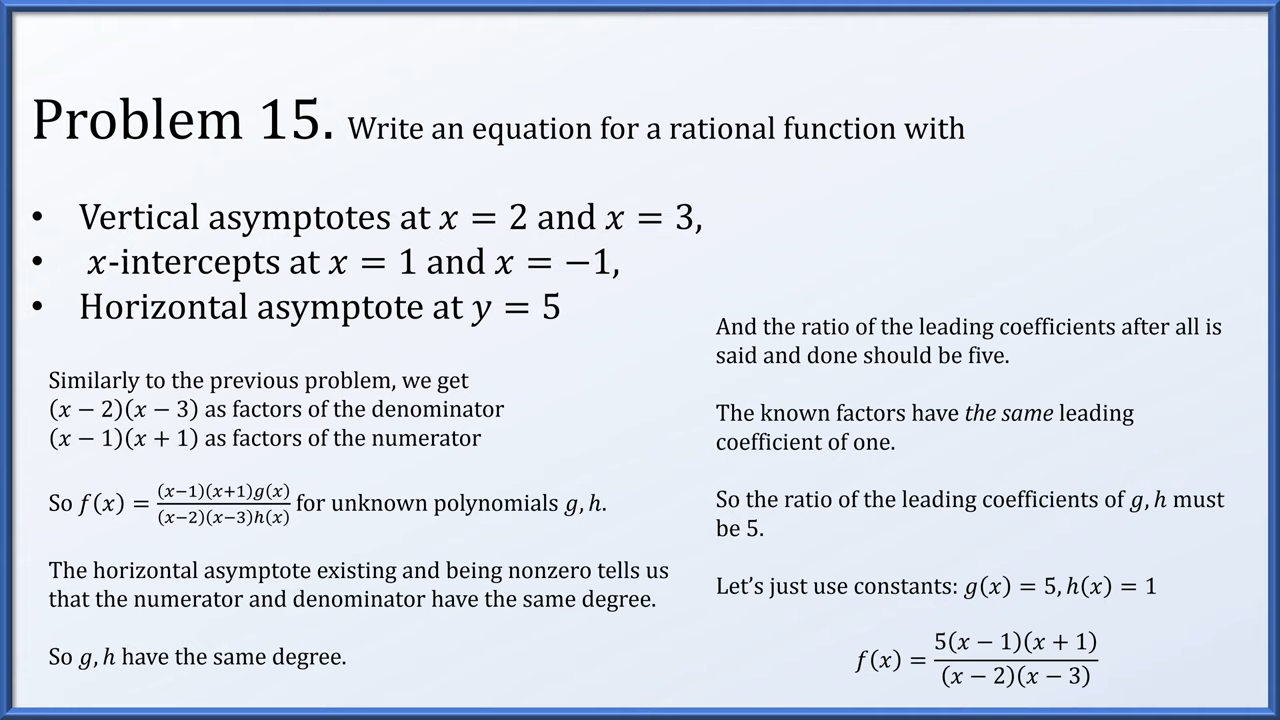 Problem 15. Write an equation for a rational function with
• Vertical asymptotes at x = 2 and x = 3,
• x-intercepts at x = 1 and x = −1,
• Horizontal asymptote at y = 5
Similarly to the previous problem, we get
(x − 2)(x − 3) as factors of the denominator
(x − 1)(x + 1) as factors of the numerator
So f(x) = (x−1)(x+1)g(x) / (x−2)(x−3)h(x) for unknown polynomials g, h.
The horizontal asymptote existing and being nonzero tells us
that the numerator and denominator have the same degree.
So g, h have the same degree.
And the ratio of the leading coefficients after all is
said and done should be five.
The known factors have the same leading
coefficient of one.
So the ratio of the leading coefficients of g, h must
be 5.
Let’s just use constants: g(x) = 5, h(x) = 1
f(x) = 5(x − 1)(x + 1) / (x − 2)(x − 3)